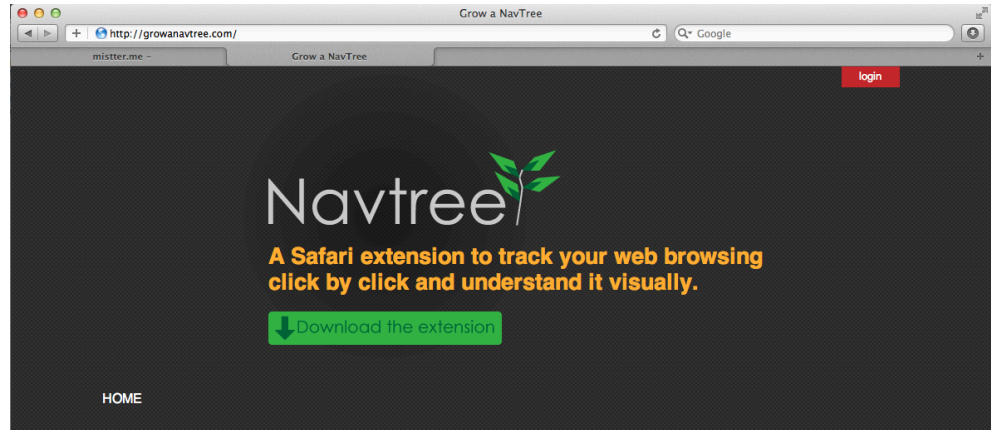 Grow a NavTree
http://growanavtree.com/
Google
mistter.me –
Grow a NavTree
login
Navtree
A Safari extension to track your web browsing
click by click and understand it visually.
Download the extension
HOME